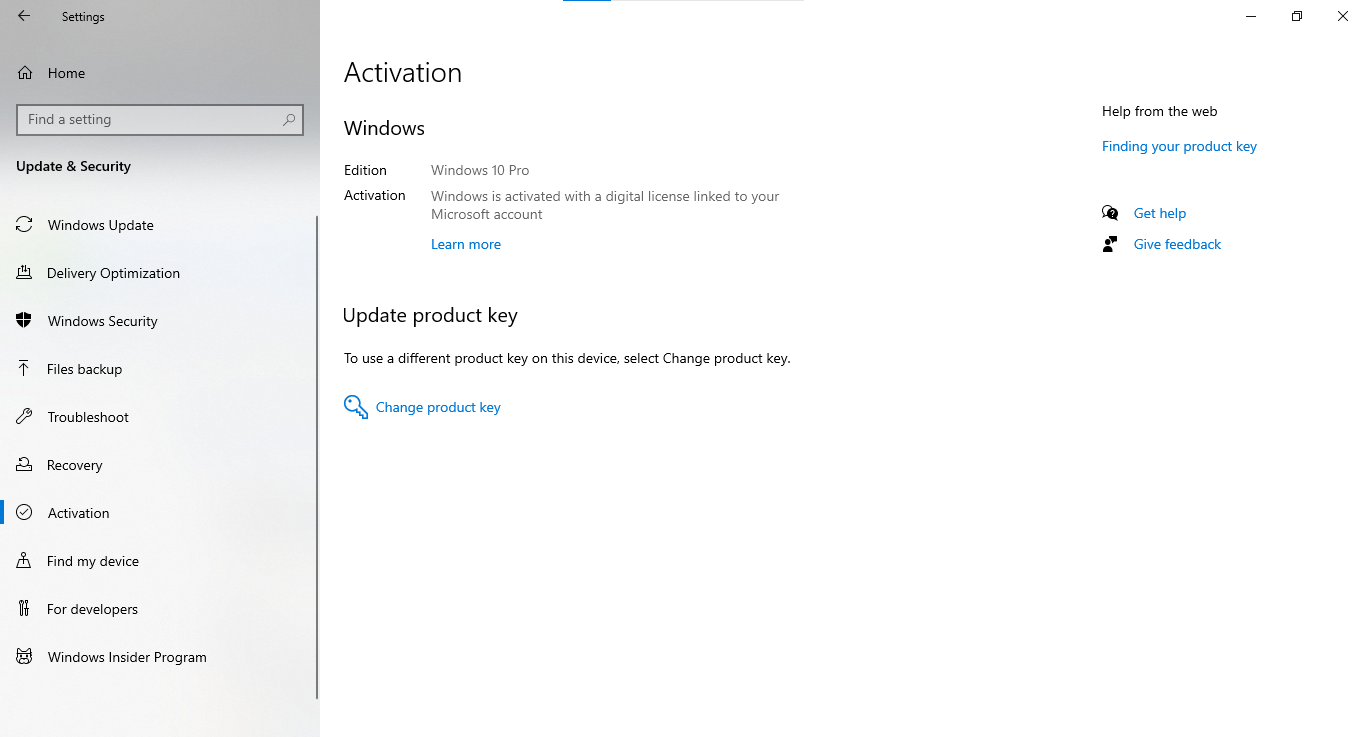 Settings
Home
Find a setting
Update & Security
Windows Update
Delivery Optimization
Windows Security
Files backup
Troubleshoot
Recovery
Activation
Find my device
For developers
Windows Insider Program
Activation
Windows
Edition Windows 10 Pro
Activation Windows is activated with a digital license linked to your
Microsoft account
Learn more
Update product key
To use a different product key on this device, select Change product key.
Change product key
Help from the web
Finding your product key
Get help
Give feedback